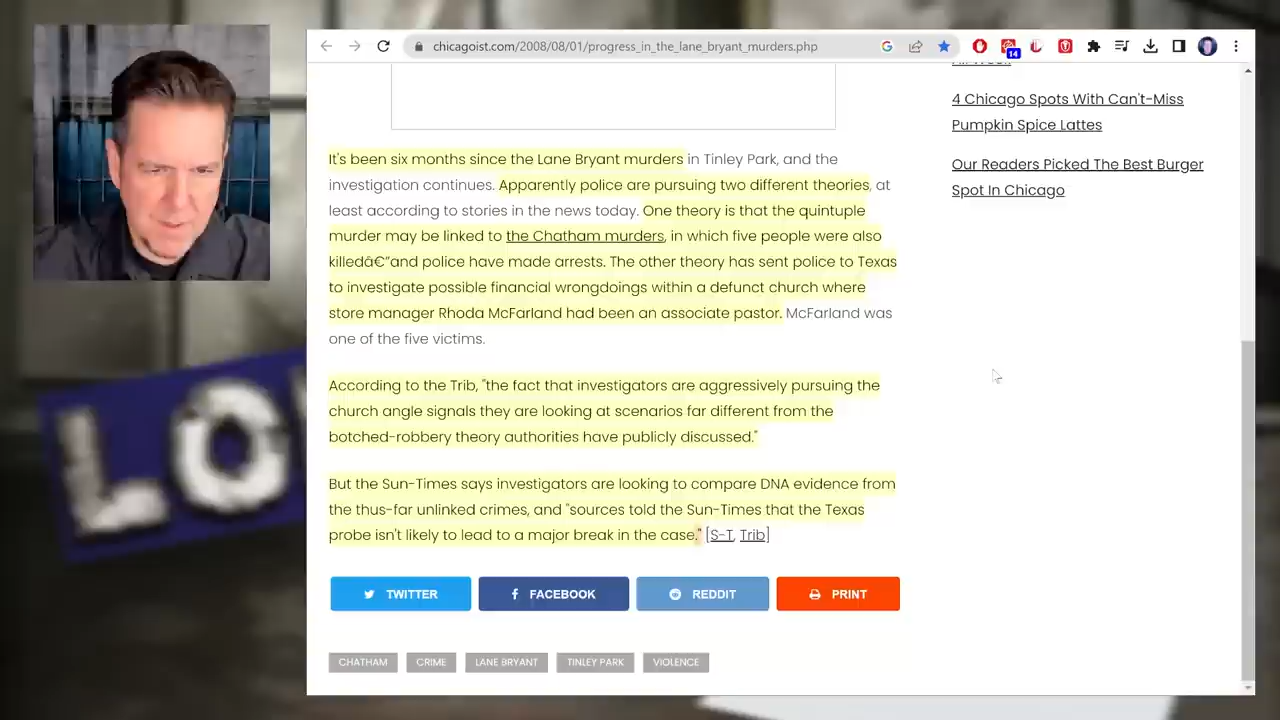 chicagoist.com/2008/08/01/progress_in_the_lane_bryant_murders.php
14
4 Chicago Spots With Can't-Miss
Pumpkin Spice Lattes
Our Readers Picked The Best Burger
Spot In Chicago
It's been six months since the Lane Bryant murders in Tinley Park, and the
investigation continues. Apparently police are pursuing two different theories, at
least according to stories in the news today. One theory is that the quintuple
murder may be linked to the Chatham murders, in which five people were also
killedâ€"and police have made arrests. The other theory has sent police to Texas
to investigate possible financial wrongdoings within a defunct church where
store manager Rhoda McFarland had been an associate pastor. McFarland was
one of the five victims.
According to the Trib, "the fact that investigators are aggressively pursuing the
church angle signals they are looking at scenarios far different from the
botched-robbery theory authorities have publicly discussed."
But the Sun-Times says investigators are looking to compare DNA evidence from
the thus-far unlinked crimes, and "sources told the Sun-Times that the Texas
probe isn't likely to lead to a major break in the case." [S-T, Trib]
TWITTER FACEBOOK REDDIT PRINT
CHATHAM CRIME LANE BRYANT TINLEY PARK VIOLENCE
LO